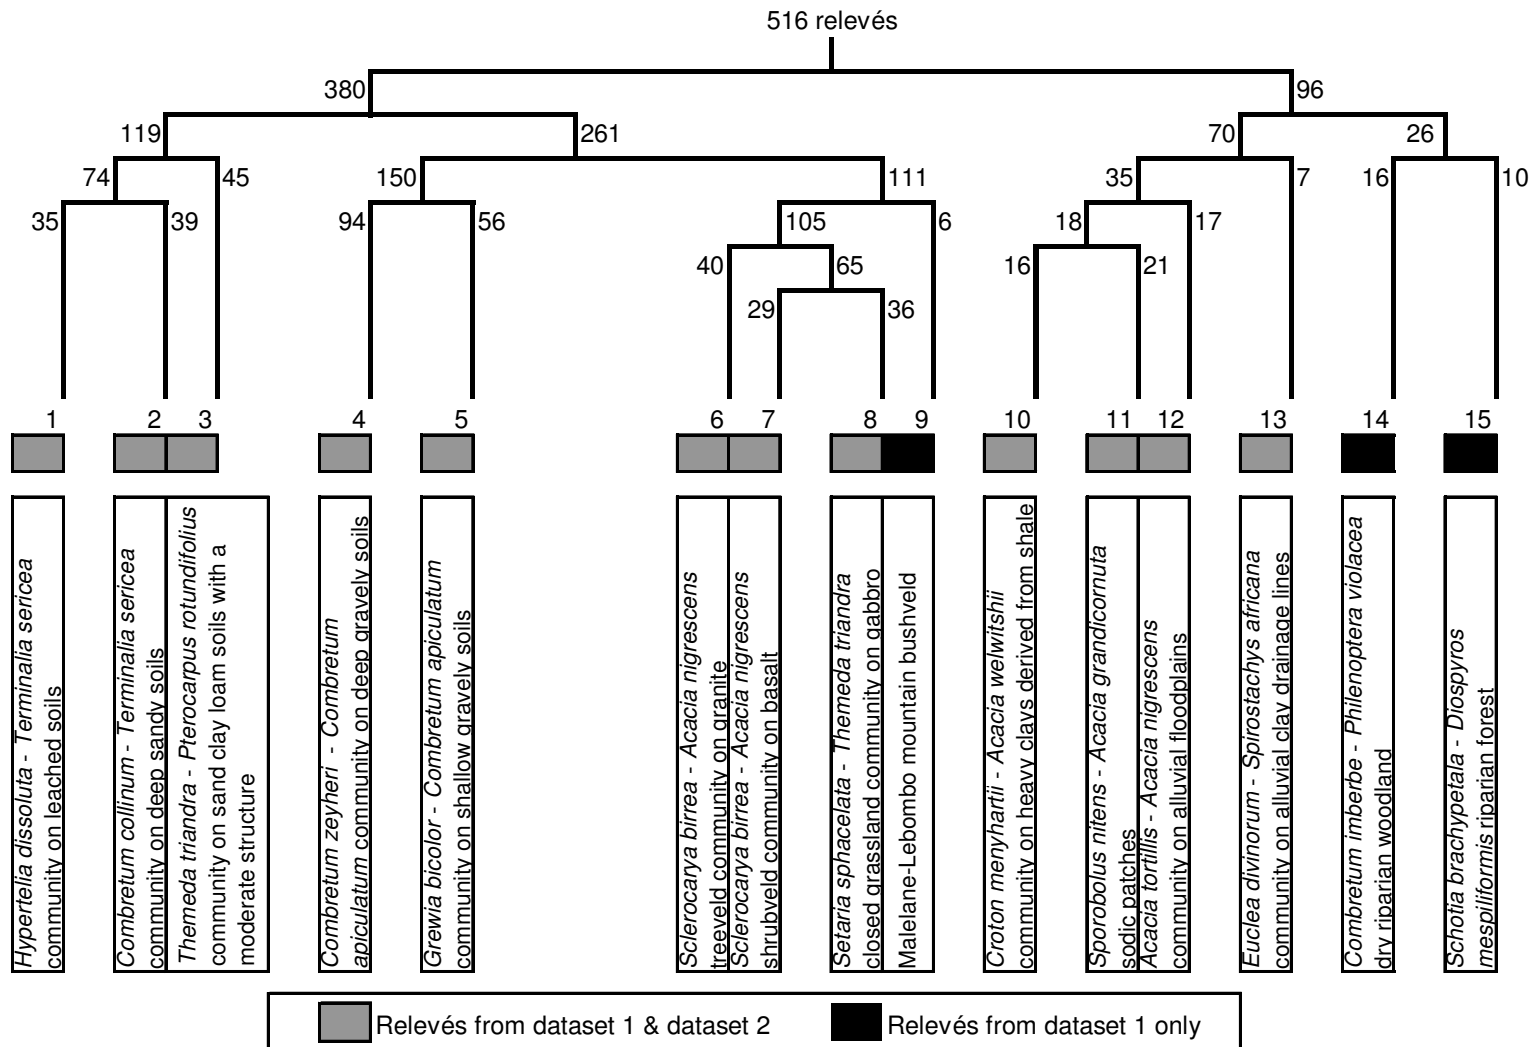 516 relevés
380
96
119
261
70
26
74
45
150
111
35
7
16
10
35
39
94
56
105
6
18
17
40
65
16
21
29
36
1
2
3
4
5
6
7
8
9
10
11
12
13
14
15
Hypertelia dissoluta - Terminalia sericea
community on leached soils
Combretum collinum - Terminalia sericea
community on deep sandy soils
Themeda triandra - Pterocarpus rotundifolius
community on sand clay loam soils with a
moderate structure
Combretum zeyheri - Combretum
apiculatum community on deep gravely soils
Grewia bicolor - Combretum apiculatum
community on shallow gravely soils
Sclerocarya birrea - Acacia nigrescens
treeveld community on granite
Sclerocarya birrea - Acacia nigrescens
shrubveld community on basalt
Setaria sphacelata - Themeda triandra
closed grassland community on gabbro
Malelane-Lebombo mountain bushveld
Croton menyhartii - Acacia welwitshii
community on heavy clays derived from shale
Sporobolus nitens - Acacia grandicornuta
sodic patches
Acacia tortillis - Acacia nigrescens
community on alluvial floodplains
Euclea divinorum - Spirostachys africana
community on alluvial clay drainage lines
Combretum imberbe - Philenoptera violacea
dry riparian woodland
Schotia brachypetala - Diospyros
mespiliformis riparian forest
Relevés from dataset 1 & dataset 2
Relevés from dataset 1 only